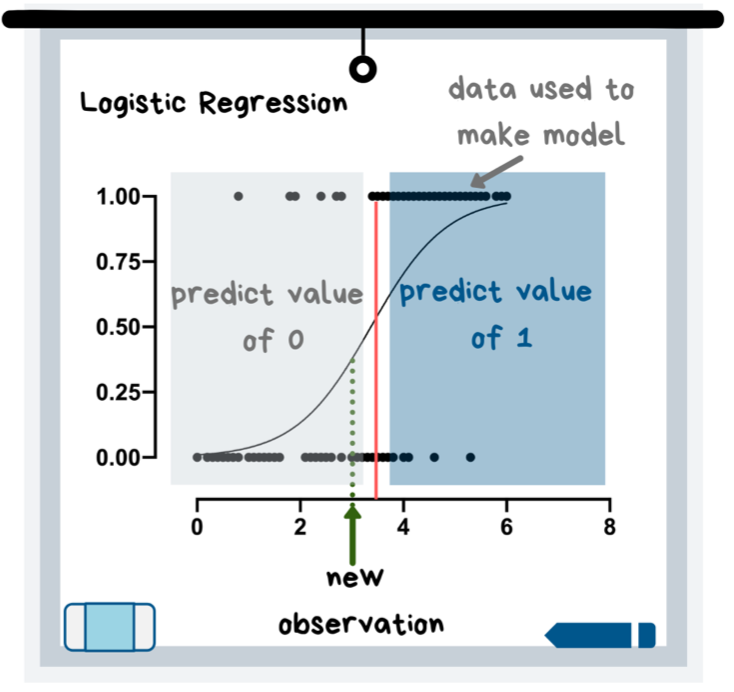 Logistic Regression
data used to
make model
1.00
0.75
0.50
0.25
0.00
predict value
of 0
predict value
of 1
0 2 4 6 8
new
observation